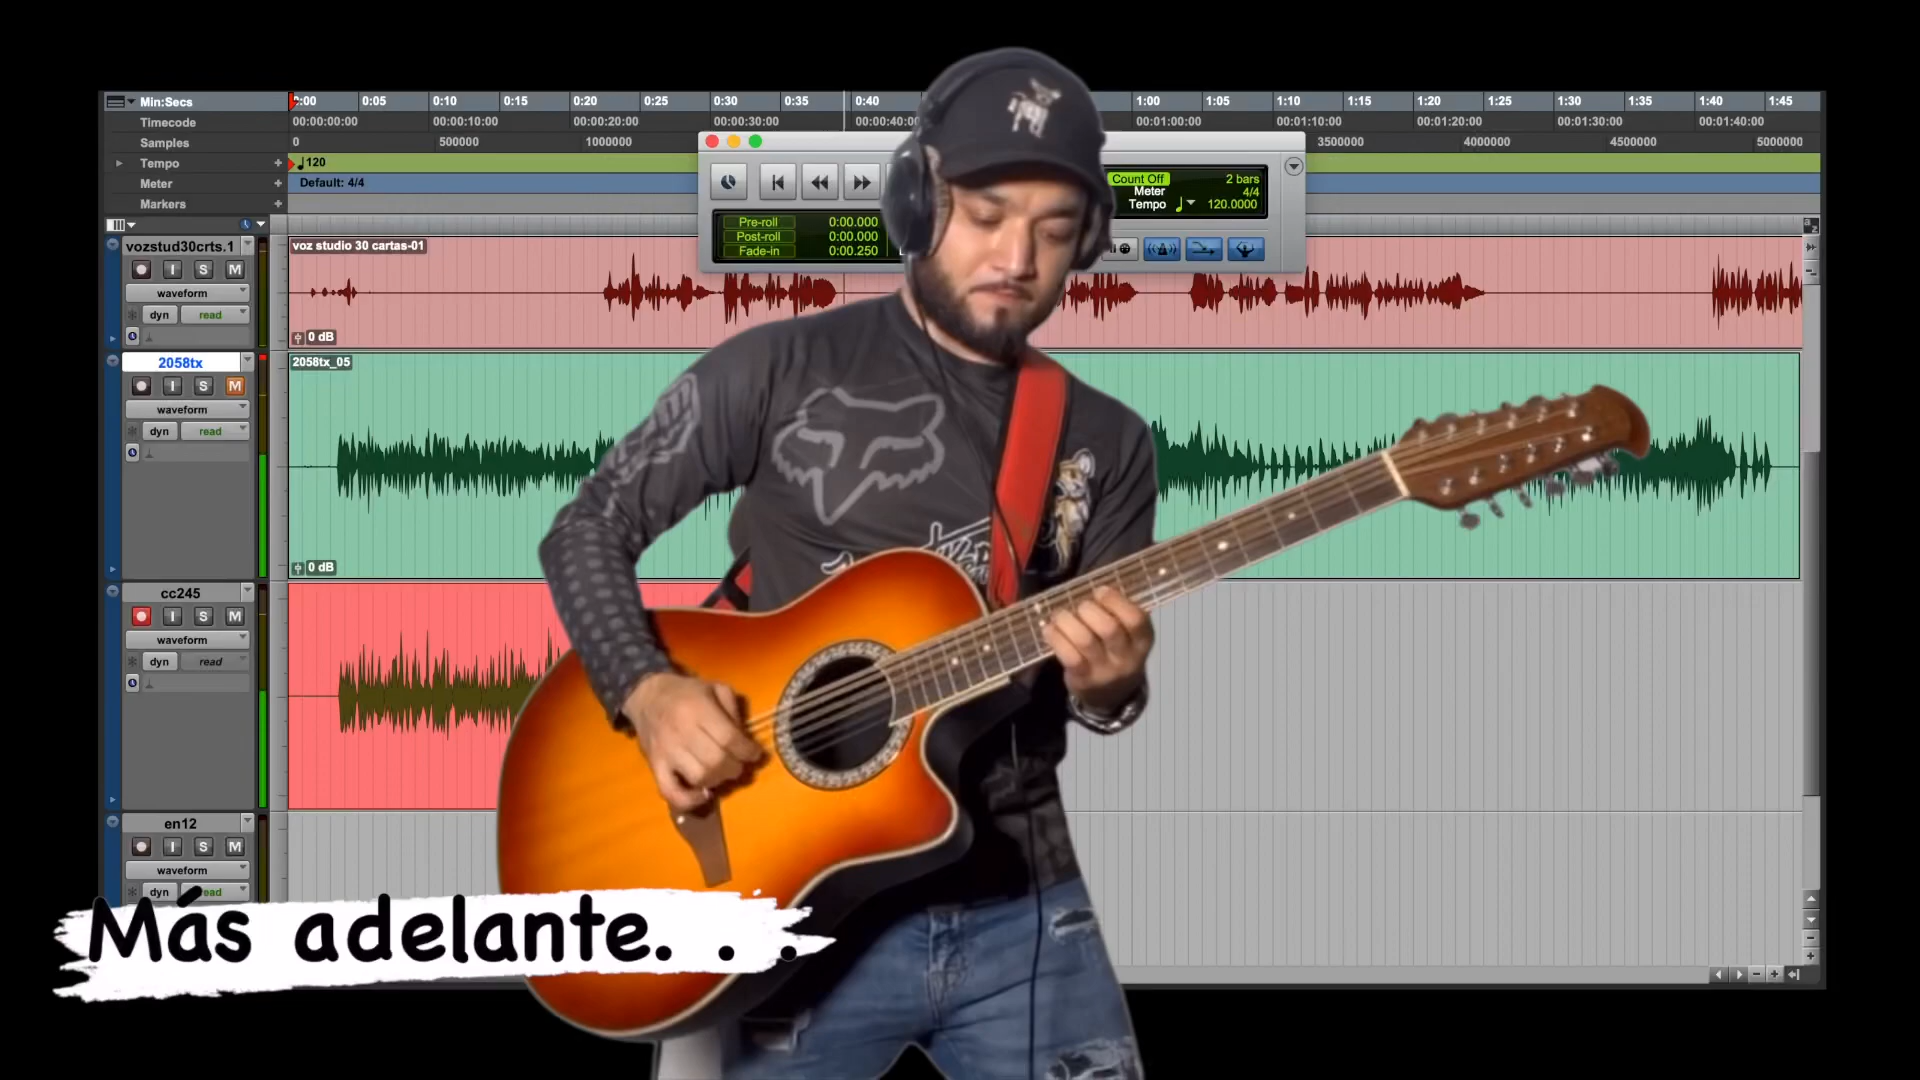 Min:Secs
0:00 0:05 0:10 0:15 0:20 0:25 0:30 0:35 0:40 1:00 1:05 1:10 1:15 1:20 1:25 1:30 1:35 1:40 1:45
Timecode
00:00:00:00 00:00:10:00 00:00:20:00 00:00:30:00 00:00:40:0 00:01:00:00 00:01:10:00 00:01:20:00 00:01:30:00 00:01:40:00
Samples
0 500000 1000000 3500000 4000000 4500000 5000000
Tempo +
120
Meter +
Default: 4/4
Markers +
Count Off 2 bars
Meter 4/4
Tempo 120.0000
Pre-roll 0:00.000
Post-roll 0:00.000
Fade-in 0:00.250
vozstud30crts.1
voz studio 30 cartas-01
I S M
waveform
dyn read
0 dB
2058tx
2058tx_05
I S M
waveform
dyn read
0 dB
cc245
I S M
waveform
dyn read
en12
I S M
waveform
dyn ead
Más adelante. . .